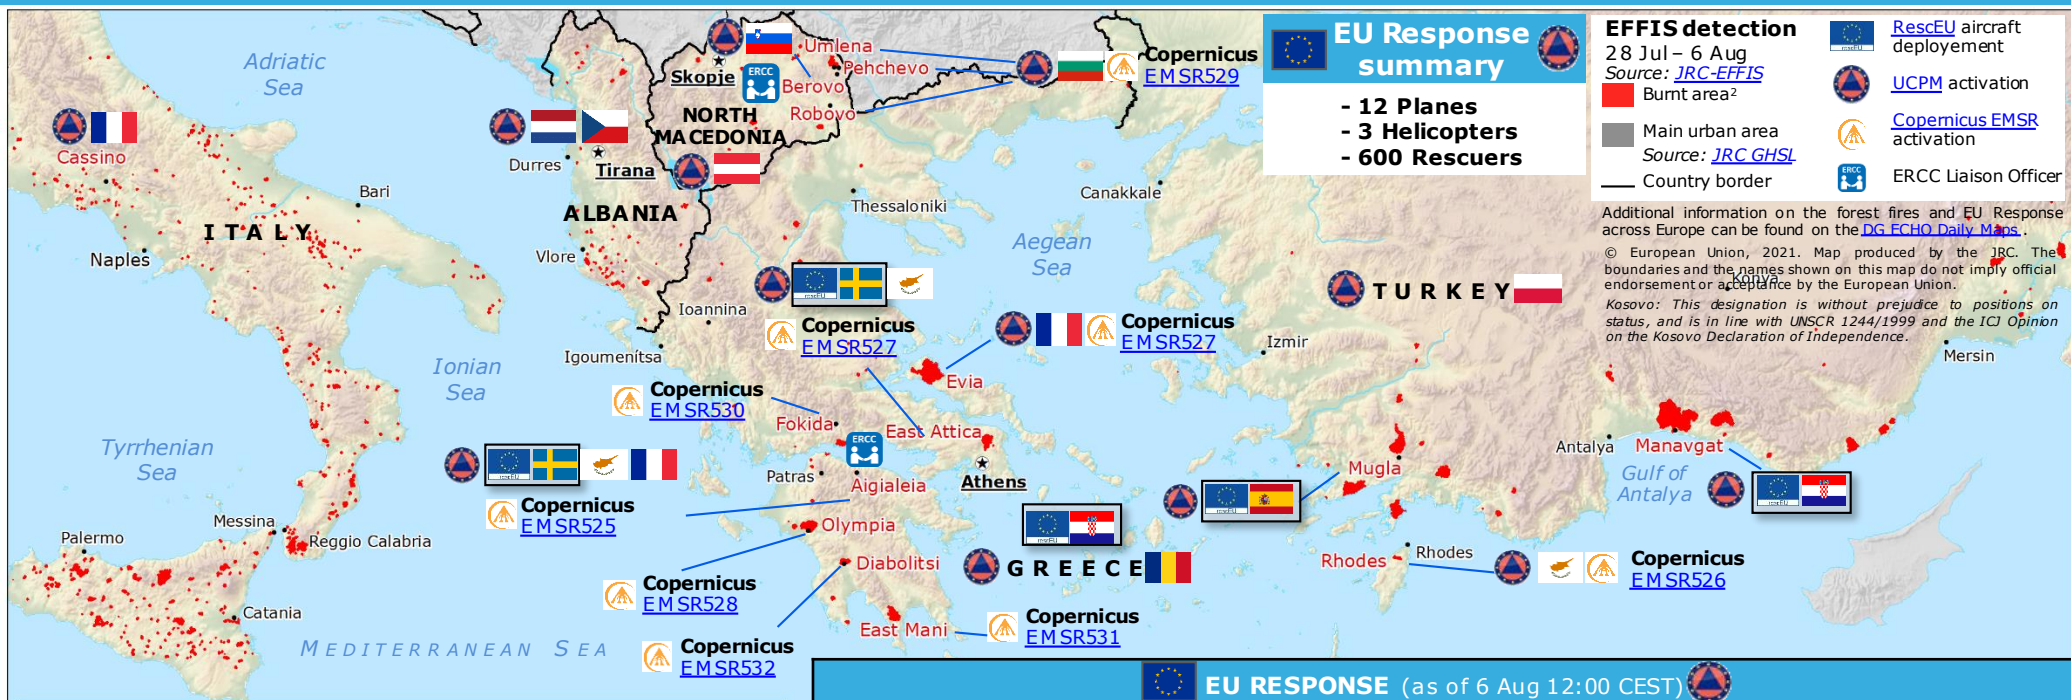 EU Response
summary
- 12 Planes
- 3 Helicopters
- 600 Rescuers
EFFIS detection
28 Jul – 6 Aug
Source: JRC-EFFIS
Burnt area²
Main urban area
Source: JRC GHSL
Country border
RescEU aircraft
deployement
UCPM activation
Copernicus EMSR
activation
ERCC
ERCC Liaison Officer
Additional information on the forest fires and EU Response
across Europe can be found on the DG ECHO Daily Maps .
© European Union, 2021. Map produced by the JRC. The
boundaries and the names shown on this map do not imply official
endorsement or acceptance by the European Union.
Kosovo: This designation is without prejudice to positions on
status, and is in line with UNSCR 1244/1999 and the ICJ Opinion
on the Kosovo Declaration of Independence.
Konya
Adriatic
Sea
Skopje
ERCC
Umlena
Pehchevo
Berovo
Robovo
NORTH
MACEDONIA
Copernicus
EMSR529
Cassino
Durres
Tirana
ALBANIA
Bari
ITALY
Naples
Vlore
Thessaloniki
Canakkale
Aegean
Sea
TURKEY
rescEU
Ioannina
Copernicus
EMSR527
Copernicus
EMSR527
Igoumenitsa
Izmir
Mersin
Ionian
Sea
Evia
Copernicus
EMSR530
Fokida
East Attica
ERCC
Antalya
Manavgat
Gulf of
Antalya
rescEU
Tyrrhenian
Sea
rescEU
Patras
Athens
Mugla
rescEU
Aigialeia
Copernicus
EMSR525
Olympia
rescEU
Messina
Reggio Calabria
Palermo
Diabolitsi
GREECE
Rhodes
Rhodes
Copernicus
EMSR526
Copernicus
EMSR528
Catania
East Mani
Copernicus
EMSR531
MEDITERRANEAN SEA
Copernicus
EMSR532
EU RESPONSE (as of 6 Aug 12:00 CEST)